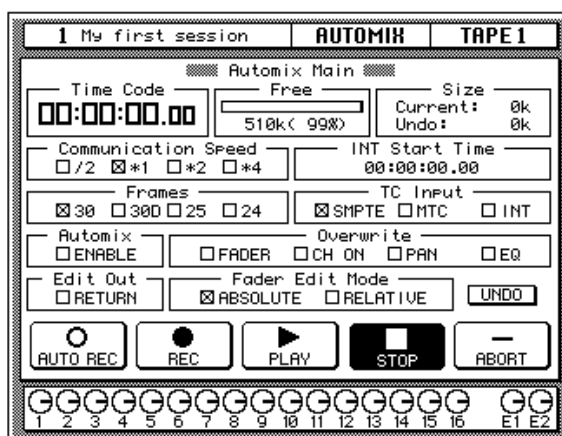 1 My first session AUTOMIX TAPE 1
Automix Main
Time Code Free Size
00:00:00.00 510k( 99%) Current: 0k
Undo: 0k
Communication Speed INT Start Time
/2 *1 *2 *4 00:00:00.00
Frames TC Input
30 30D 25 24 SMPTE MTC INT
Automix Overwrite
ENABLE FADER CH ON PAN EQ
Edit Out Fader Edit Mode
RETURN ABSOLUTE RELATIVE UNDO
AUTO REC REC PLAY STOP ABORT
1 2 3 4 5 6 7 8 9 10 11 12 13 14 15 16 E1 E2